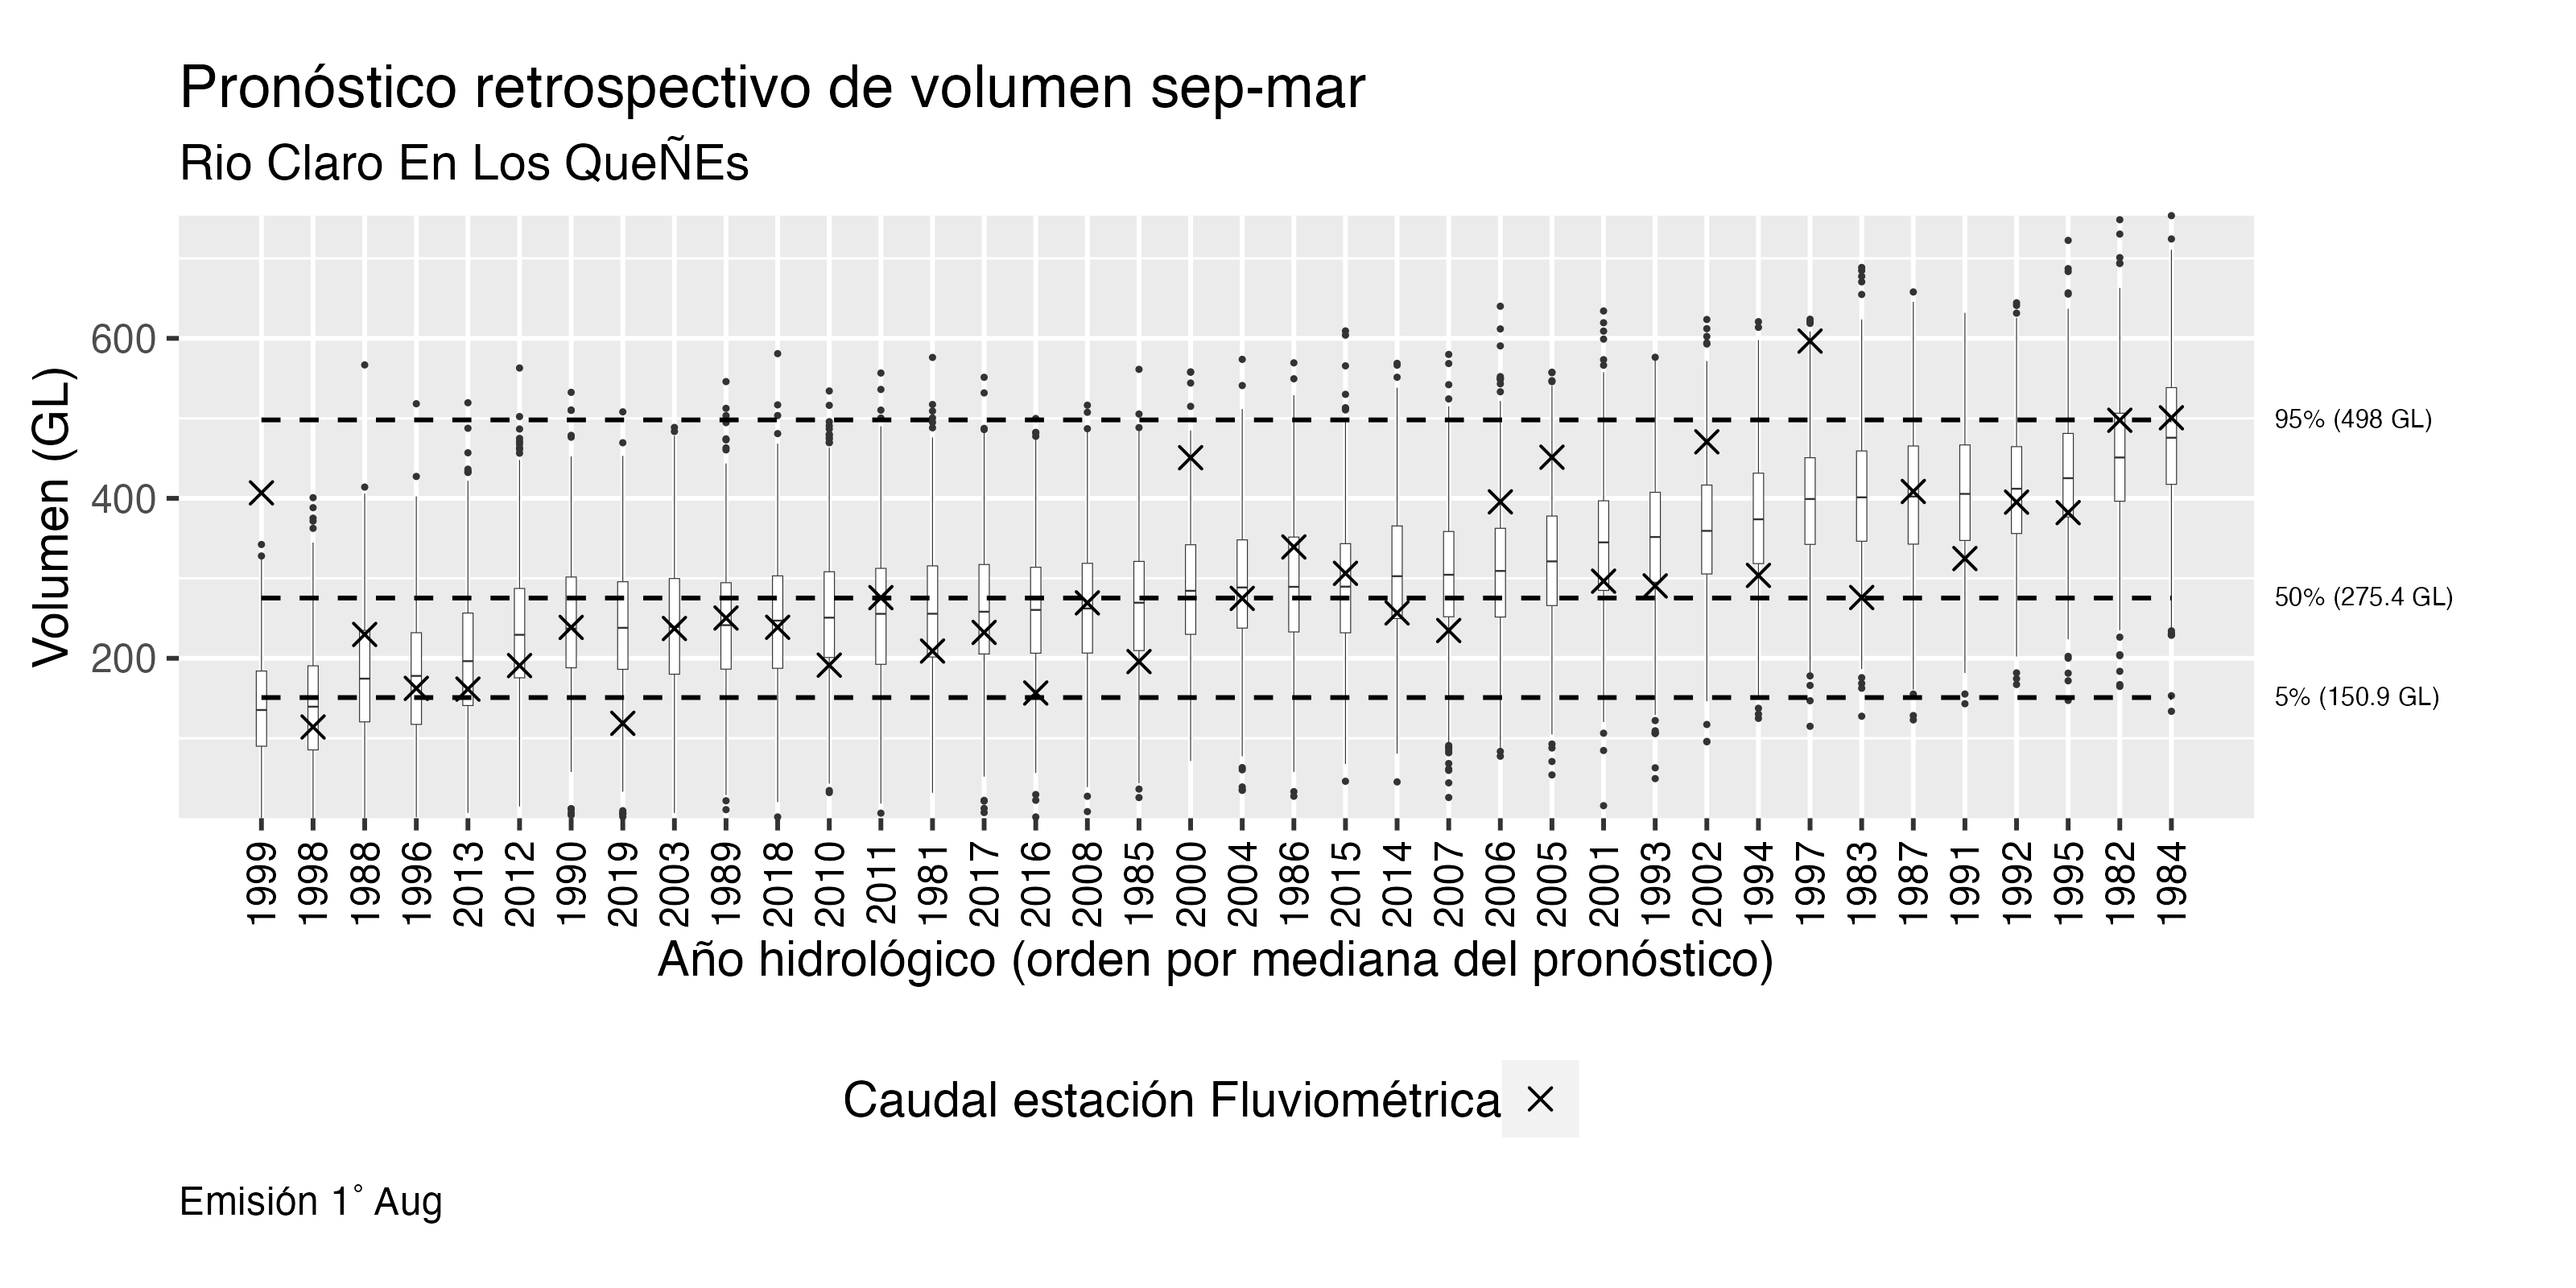 Pronóstico retrospectivo de volumen sep-mar
Rio Claro En Los QueÑEs
Volumen (GL)
600
400
200
95% (498 GL)
50% (275.4 GL)
5% (150.9 GL)
1999 1998 1988 1996 2013 2012 1990 2019 2003 1989 2018 2010 2011 1981 2017 2016 2008 1985 2000 2004 1986 2015 2014 2007 2006 2005 2001 1993 2002 1994 1997 1983 1987 1991 1992 1995 1982 1984
Año hidrológico (orden por mediana del pronóstico)
Caudal estación Fluviométrica
Emisión 1° Aug